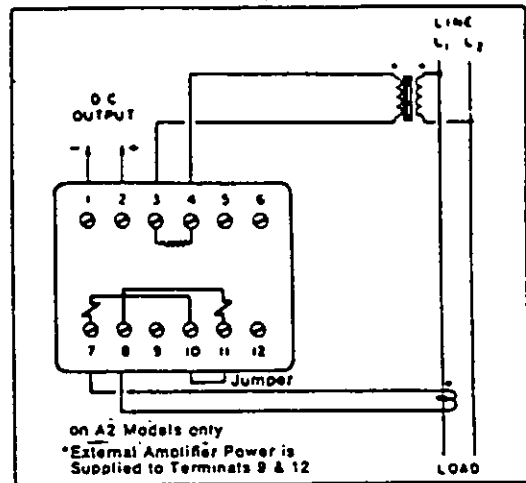 LINE
L1 L2
DC
OUTPUT
- +
1 2 3 4 5 6
7 8 9 10 11 12
Jumper
on A2 Models only
*External Amplifier Power is
Supplied to Terminals 9 & 12
LOAD